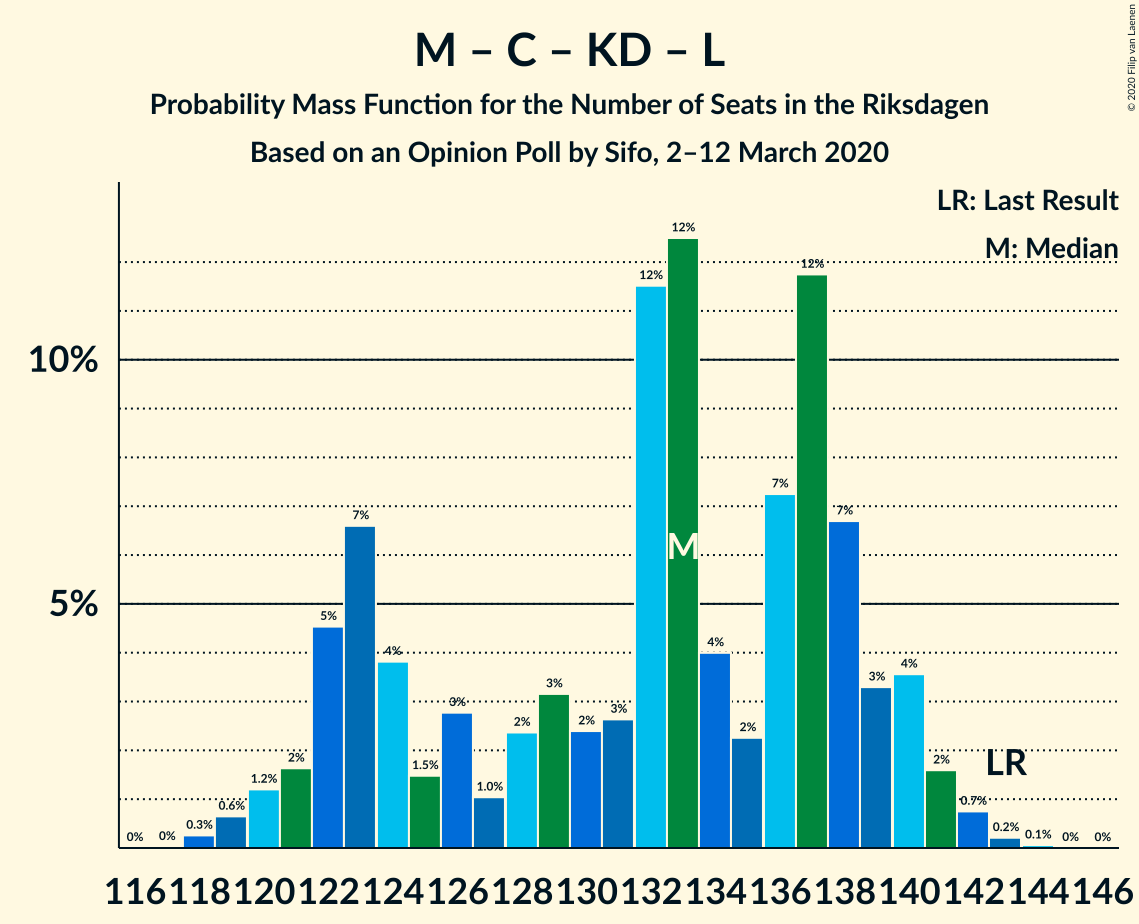 M – C – KD – L
Probability Mass Function for the Number of Seats in the Riksdagen
Based on an Opinion Poll by Sifo, 2–12 March 2020
© 2020 Filip van Laenen
LR: Last Result
M: Median
10%
5%
0% 0% 0.3% 0.6% 1.2% 2% 5% 7% 4% 1.5% 3% 1.0% 2% 3% 2% 3% 12% 12% 4% 2% 7% 12% 7% 3% 4% 2% 0.7% 0.2% 0.1% 0% 0%
M
LR
116 118 120 122 124 126 128 130 132 134 136 138 140 142 144 146